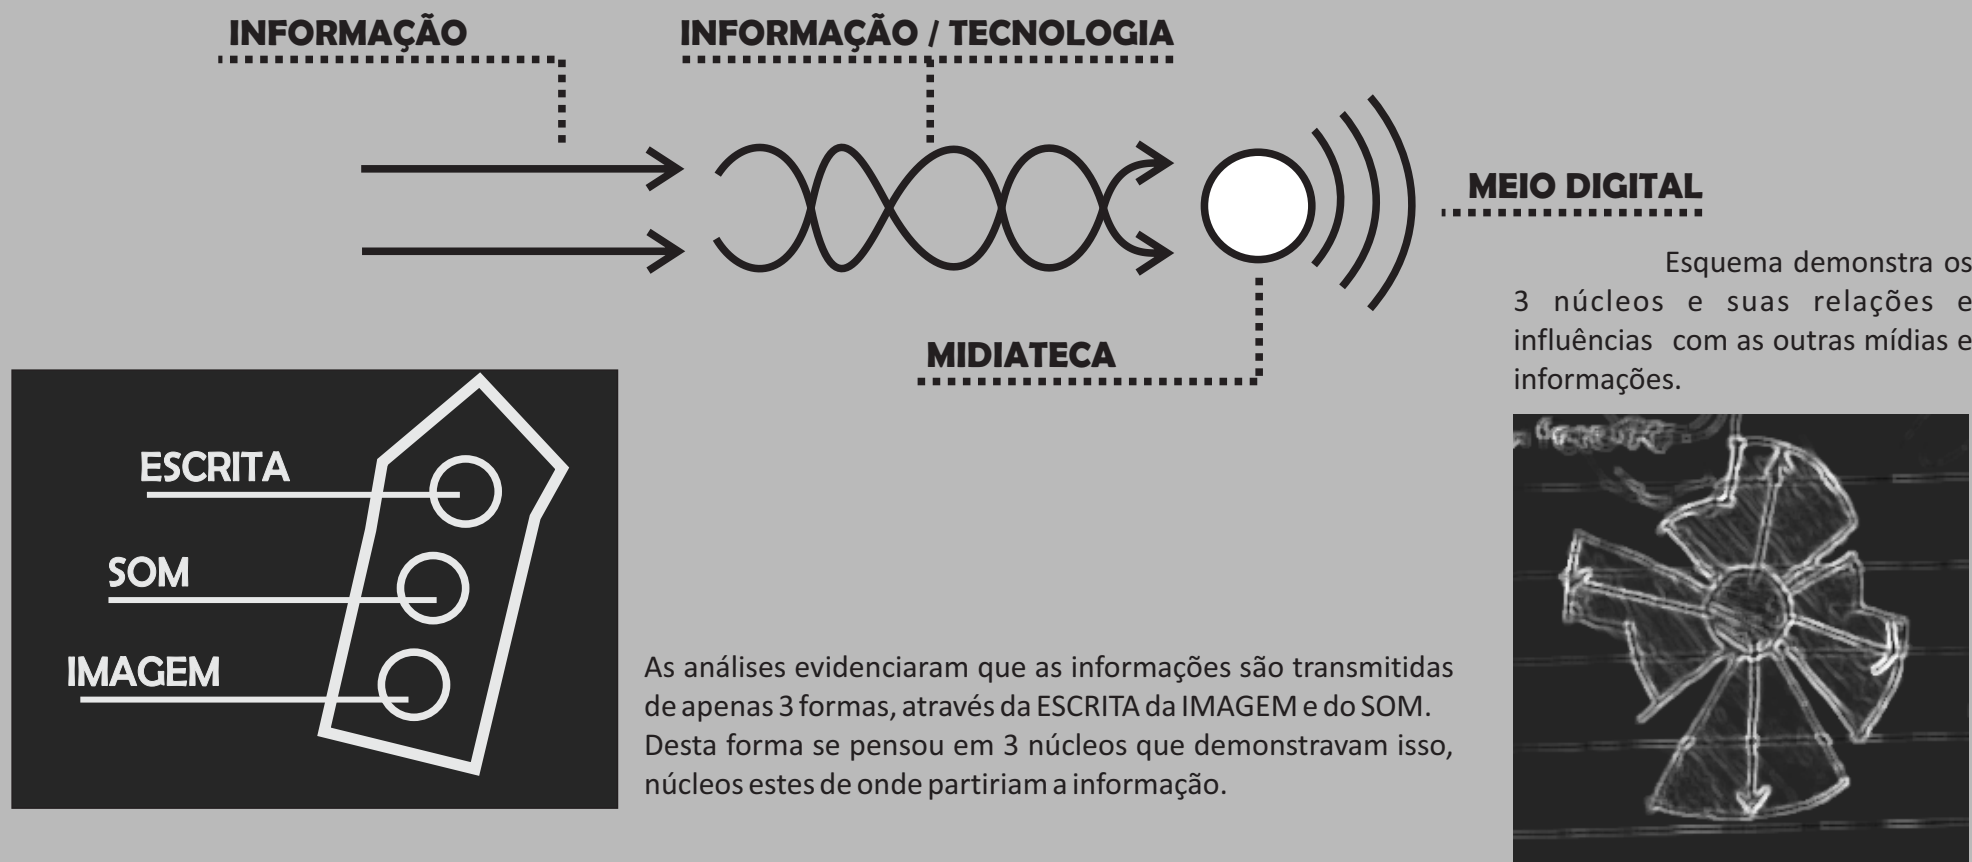 INFORMAÇÃO
INFORMAÇÃO / TECNOLOGIA
MEIO DIGITAL
Esquema demonstra os
3 núcleos e suas relações e
influências com as outras mídias e
informações.
MIDIATECA
ESCRITA
SOM
IMAGEM
As análises evidenciaram que as informações são transmitidas
de apenas 3 formas, através da ESCRITA da IMAGEM e do SOM.
Desta forma se pensou em 3 núcleos que demonstravam isso,
núcleos estes de onde partiriam a informação.